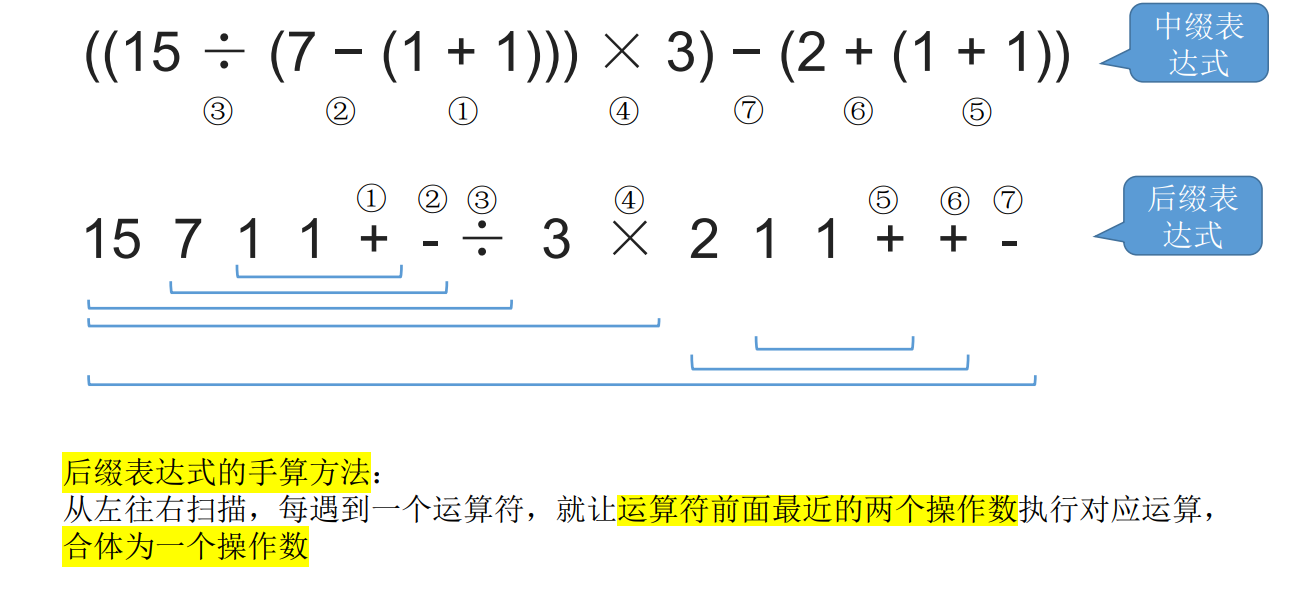 ((15 ÷ (7 − (1 + 1))) × 3) − (2 + (1 + 1))
中缀表
达式
③ ② ① ④ ⑦ ⑥ ⑤
① ② ③ ④ ⑤ ⑥ ⑦
15 7 1 1 + - ÷ 3 × 2 1 1 + + -
后缀表
达式
后缀表达式的手算方法：
从左往右扫描，每遇到一个运算符，就让运算符前面最近的两个操作数执行对应运算，
合体为一个操作数